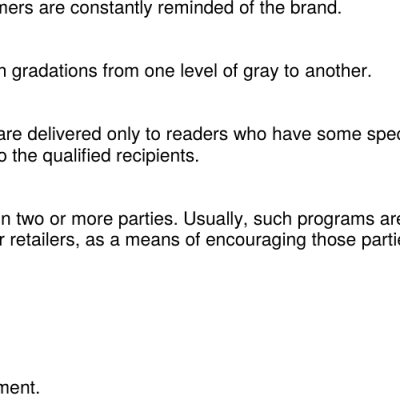 mers are constantly reminded of the brand.
gradations from one level of gray to another.
are delivered only to readers who have some spec
o the qualified recipients.
n two or more parties. Usually, such programs are
r retailers, as a means of encouraging those parti
ment.